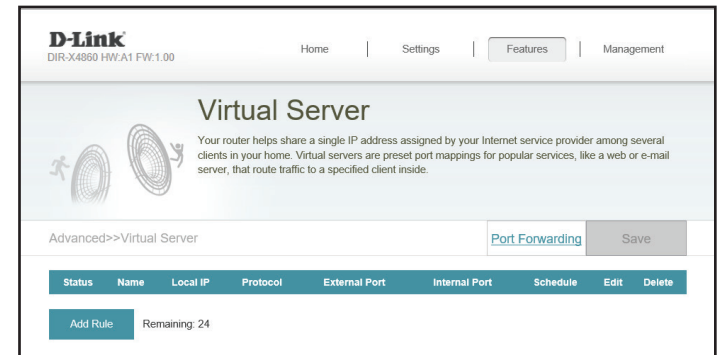 D-Link
DIR-X4860 HW:A1 FW:1.00
Home Settings Features Management
Virtual Server
Your router helps share a single IP address assigned by your Internet service provider among several
clients in your home. Virtual servers are preset port mappings for popular services, like a web or e-mail
server, that route traffic to a specified client inside.
Advanced>>Virtual Server Port Forwarding Save
Status Name Local IP Protocol External Port Internal Port Schedule Edit Delete
Add Rule Remaining: 24